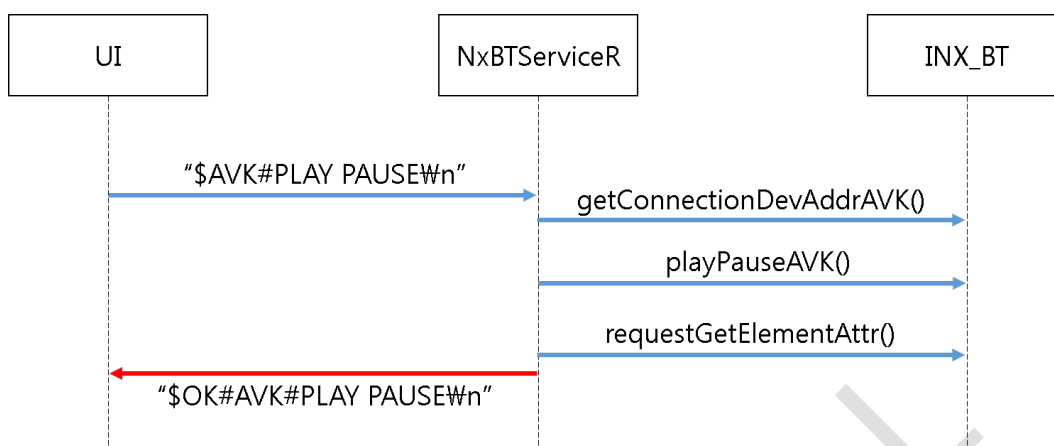 UI
NxBTServiceR
INX_BT
“$AVK#PLAY PAUSE₩n”
getConnectionDevAddrAVK()
playPauseAVK()
requestGetElementAttr()
“$OK#AVK#PLAY PAUSE₩n”